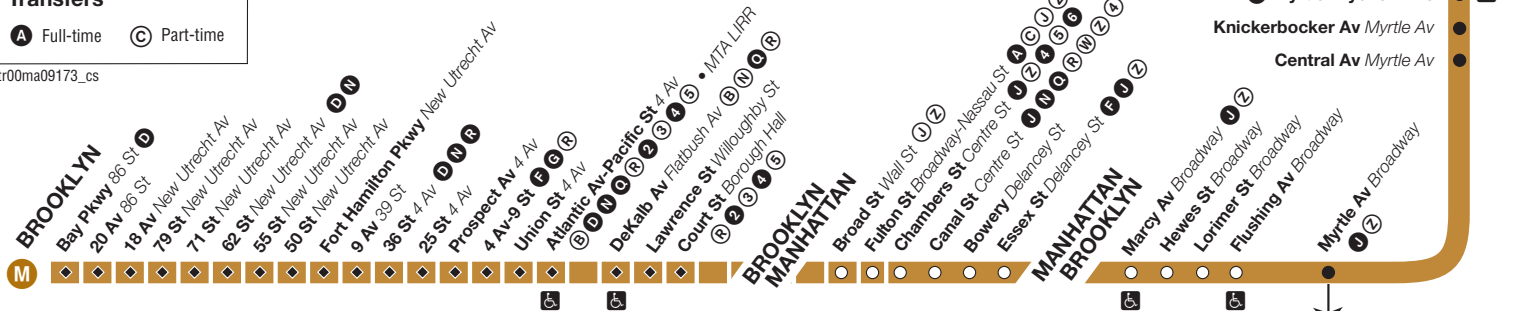 Transfers
A Full-time C Part-time
tr00ma09173_cs
Knickerbocker Av Myrtle Av
Central Av Myrtle Av
M
BROOKLYN
Bay Pkwy 86 St D
20 Av 86 St
18 Av New Utrecht Av
79 St New Utrecht Av
71 St New Utrecht Av
62 St New Utrecht Av D N
55 St New Utrecht Av
50 St New Utrecht Av
Fort Hamilton Pkwy New Utrecht Av
9 Av 39 St
36 St 4 Av D N R
25 St 4 Av
Prospect Av 4 Av
4 Av-9 St F G R
Union St 4 Av
Atlantic Av-Pacific St 4 Av
B D N Q R 2 3 4 5 • MTA LIRR
DeKalb Av Flatbush Av B N Q R
Lawrence St Willoughby St
Court St Borough Hall
R 2 3 4 5
BROOKLYN
MANHATTAN
Broad St Wall St J Z
Fulton St Broadway-Nassau St A C J
Chambers St Centre St J Z 4 5 6
Canal St Centre St J N Q R W Z 4
Bowery Delancey St
Essex St Delancey St F J Z
MANHATTAN
BROOKLYN
Marcy Av Broadway J Z
Hewes St Broadway
Lorimer St Broadway
Flushing Av Broadway
Myrtle Av Broadway
J Z